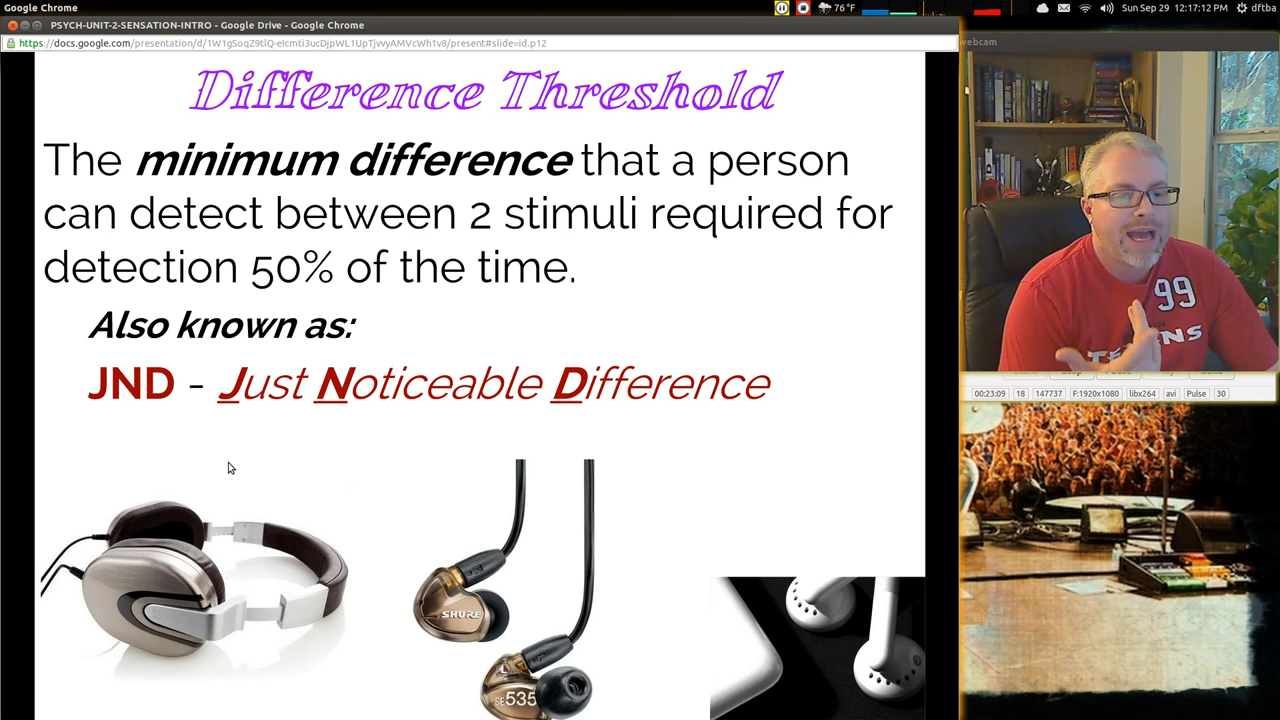 Google Chrome
76 °F
Sun Sep 29 12:17:12 PM
dftba
PSYCH-UNIT-2-SENSATION-INTRO - Google Drive - Google Chrome
webcam
Difference Threshold
The minimum difference that a person
can detect between 2 stimuli required for
detection 50% of the time.
Also known as:
JND - Just Noticeable Difference
99
00:23:09
18
147737
F:1920x1080
libx264
avi
Pulse
30
SHURE
SE535